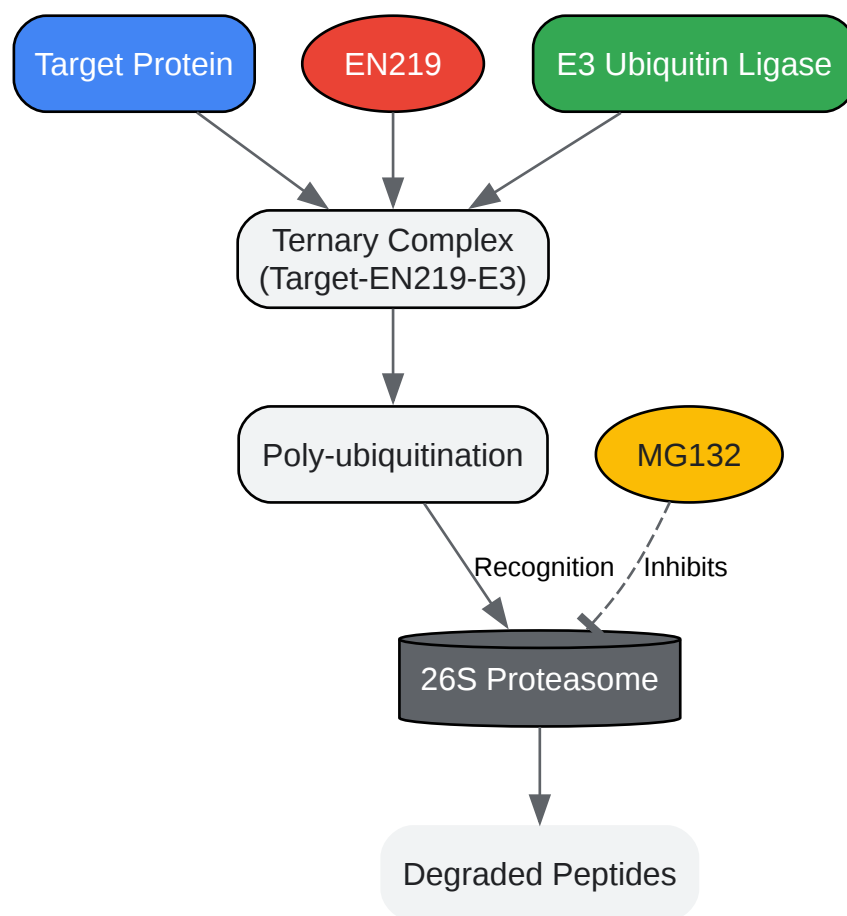 Target Protein
EN219
E3 Ubiquitin Ligase
Ternary Complex
(Target-EN219-E3)
Poly-ubiquitination
MG132
Recognition
Inhibits
26S Proteasome
Degraded Peptides